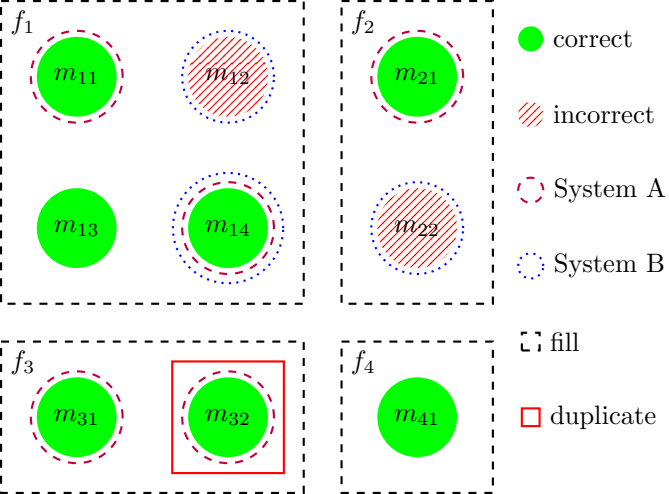 f₁
m₁₁
m₁₂
m₁₃
m₁₄
f₂
m₂₁
m₂₂
f₃
m₃₁
m₃₂
f₄
m₄₁
correct
incorrect
System A
System B
fill
duplicate